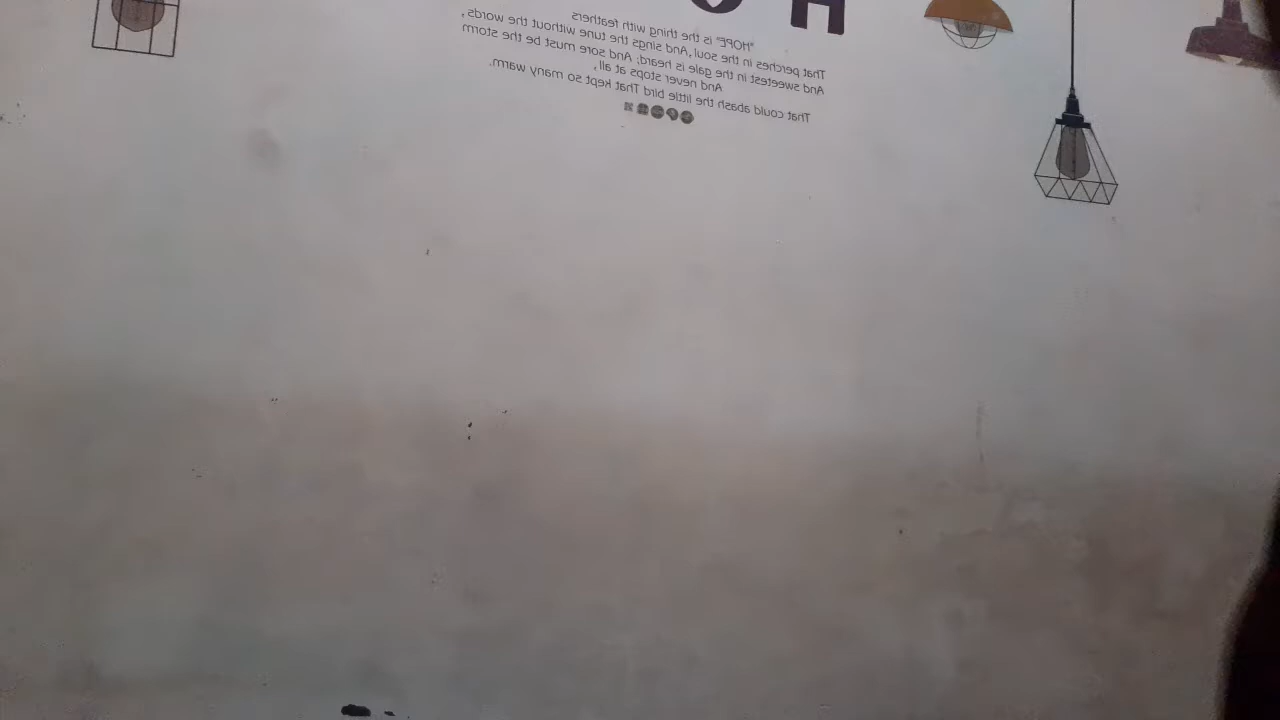 HO
"HOPE" is the thing with feathers
That perches in the soul, And sings the tune without the words,
And sweetest in the gale is heard; And sore must be the storm
And never stops at all,
That could abash the little bird That kept so many warm.